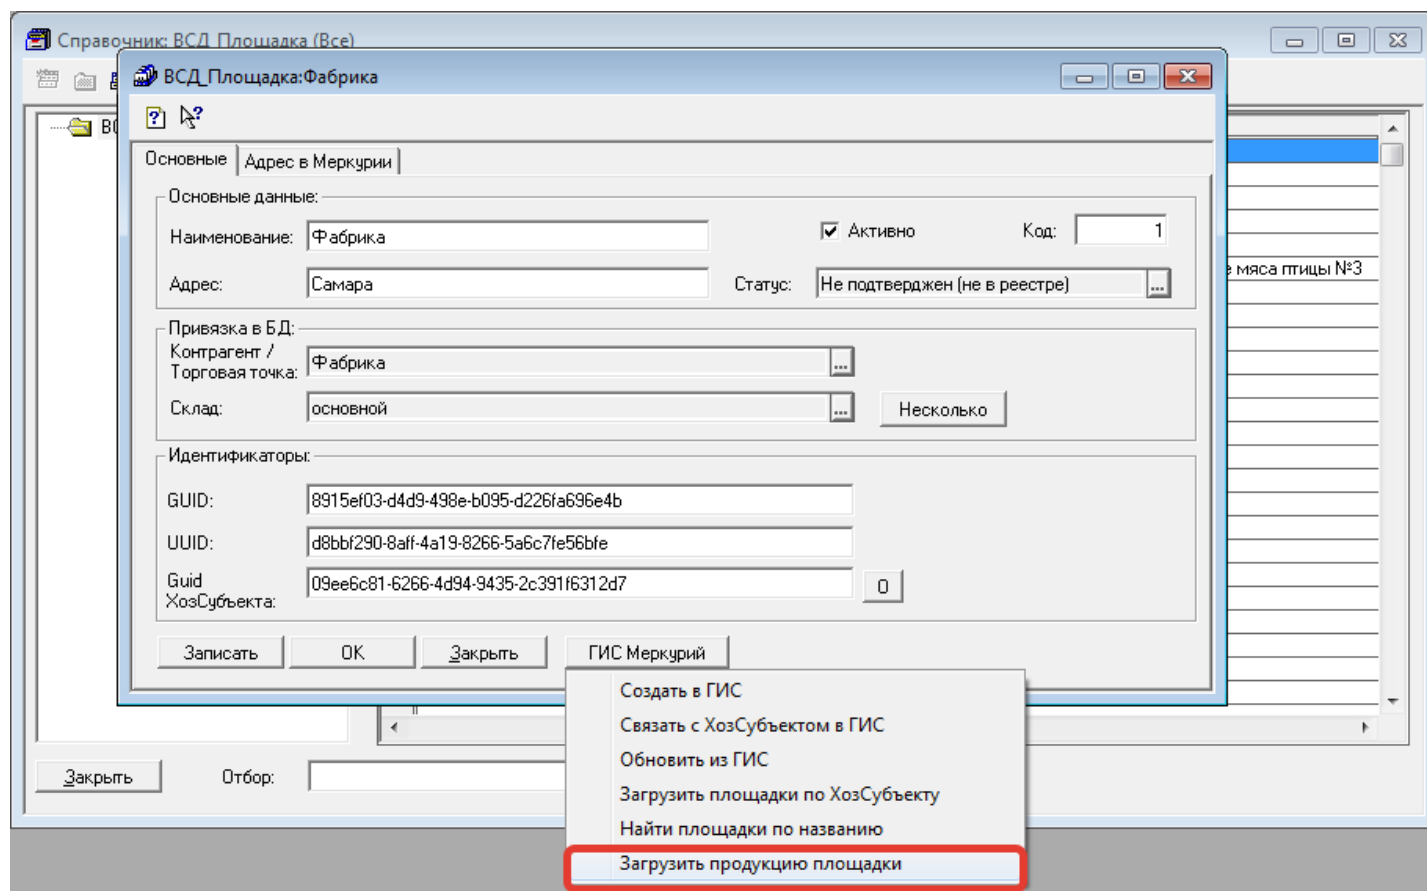 Справочник: ВСД_Площадка (Все)
ВСД_Площадка:Фабрика
Основные
Адрес в Меркурии
Основные данные:
Наименование: Фабрика
Активно
Код: 1
Адрес: Самара
Статус: Не подтвержден (не в реестре) ...
е мяса птицы №3
Привязка в БД:
Контрагент /
Торговая точка: Фабрика ...
Склад: основной ...
Несколько
Идентификаторы:
GUID: 8915ef03-d4d9-498e-b095-d226fa696e4b
UUID: d8bbf290-8aff-4a19-8266-5a6c7fe56bfe
Guid
ХозСубъекта: 09ee6c81-6266-4d94-9435-2c391f6312d7
О
Записать
OK
Закрыть
ГИС Меркурий
Создать в ГИС
Связать с ХозСубъектом в ГИС
Обновить из ГИС
Загрузить площадки по ХозСубъекту
Найти площадки по названию
Загрузить продукцию площадки
Закрыть
Отбор: